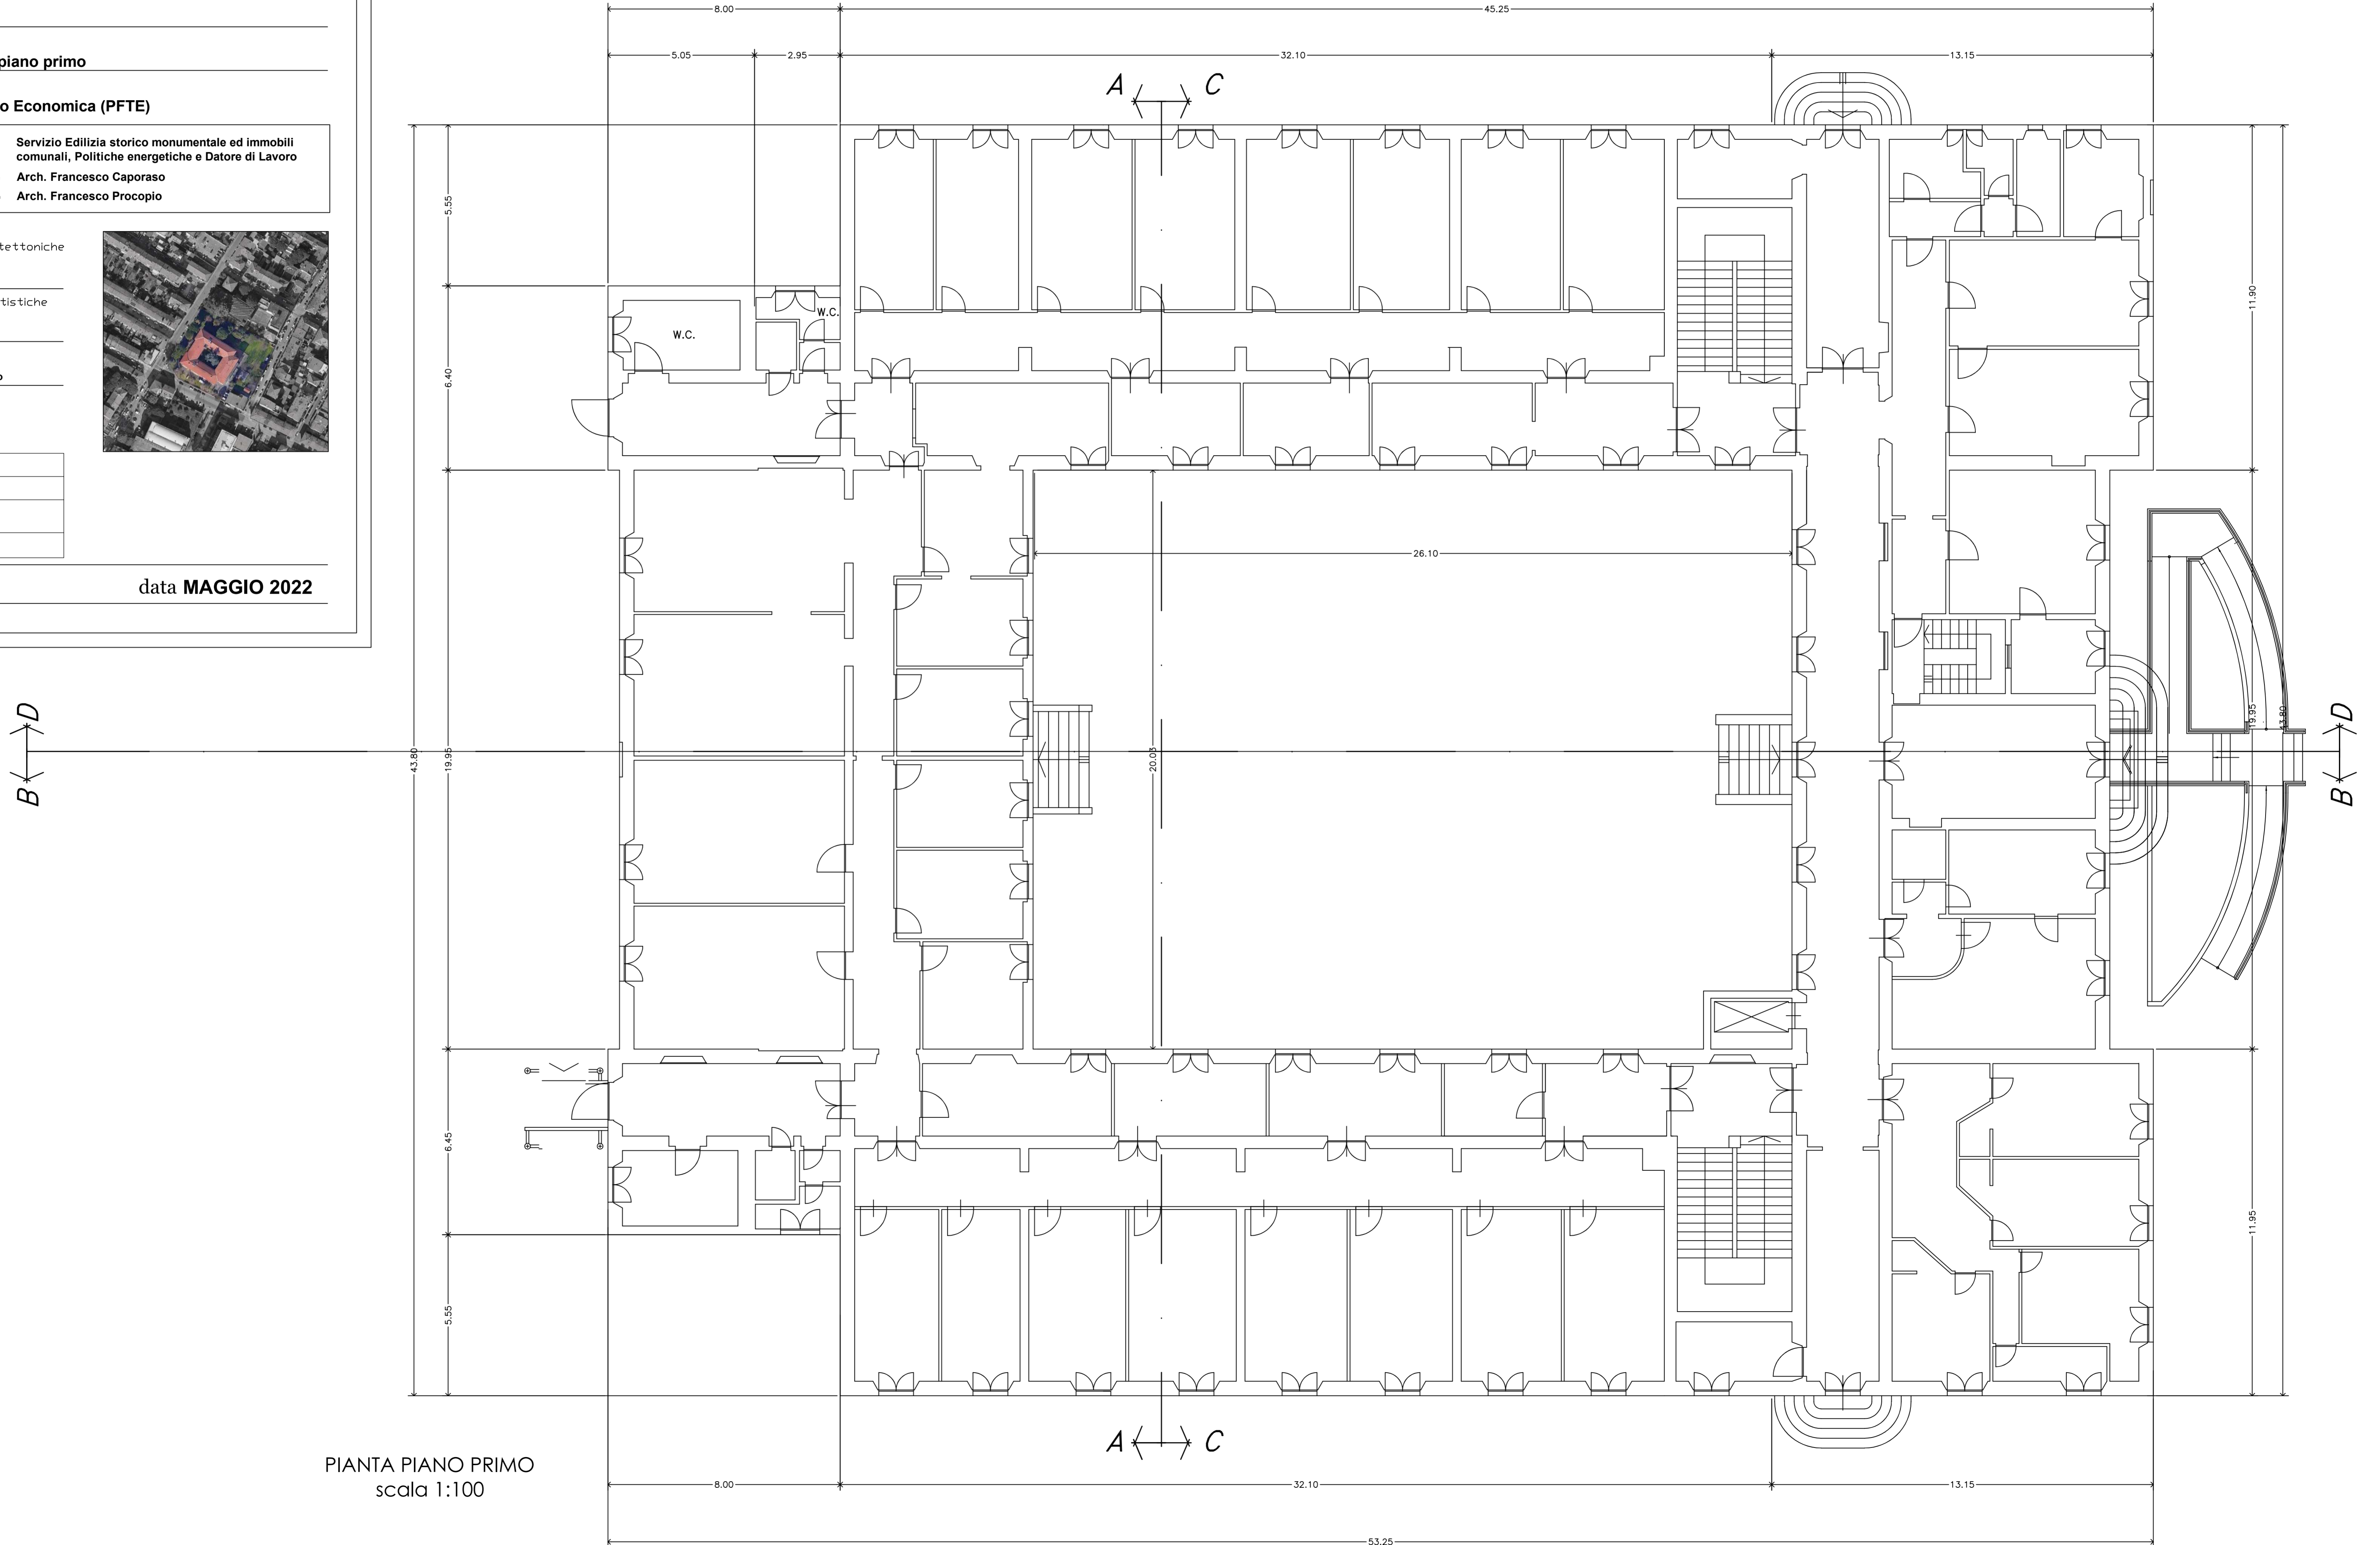 piano primo
o Economica (PFTE)
Servizio Edilizia storico monumentale ed immobili
comunali, Politiche energetiche e Datore di Lavoro
Arch. Francesco Caporaso
Arch. Francesco Procopio
tettoniche
tistiche
data MAGGIO 2022
8.00
45.25
5.05
2.95
32.10
13.15
A
C
5.55
11.90
W.C.
W.C.
6.40
26.10
D
B
43.80
19.95
20.03
19.95
13.80
D
B
6.45
11.95
5.55
A
C
PIANTA PIANO PRIMO
scala 1:100
8.00
32.10
13.15
53.25